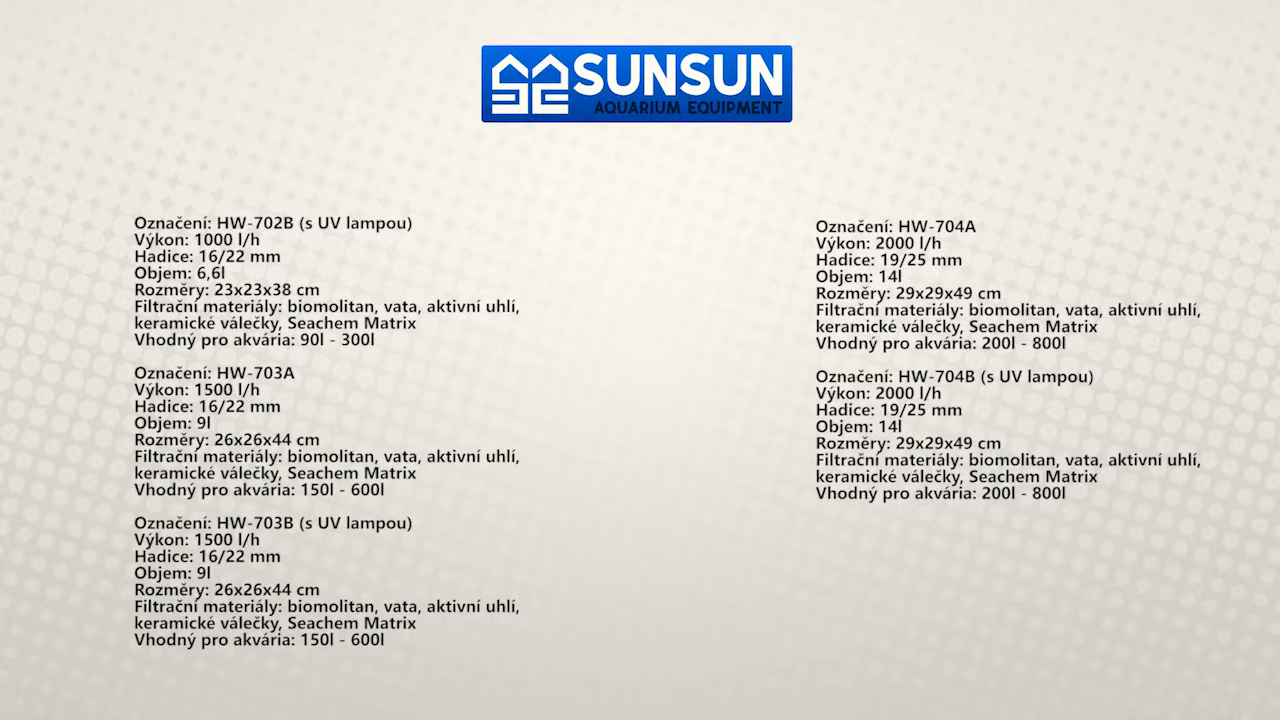 SUNSUN
AQUARIUM EQUIPMENT
Označení: HW-702B (s UV lampou)
Výkon: 1000 l/h
Hadice: 16/22 mm
Objem: 6,6l
Rozměry: 23x23x38 cm
Filtrační materiály: biomolitan, vata, aktivní uhlí,
keramické válečky, Seachem Matrix
Vhodný pro akvária: 90l - 300l
Označení: HW-703A
Výkon: 1500 l/h
Hadice: 16/22 mm
Objem: 9l
Rozměry: 26x26x44 cm
Filtrační materiály: biomolitan, vata, aktivní uhlí,
keramické válečky, Seachem Matrix
Vhodný pro akvária: 150l - 600l
Označení: HW-703B (s UV lampou)
Výkon: 1500 l/h
Hadice: 16/22 mm
Objem: 9l
Rozměry: 26x26x44 cm
Filtrační materiály: biomolitan, vata, aktivní uhlí,
keramické válečky, Seachem Matrix
Vhodný pro akvária: 150l - 600l
Označení: HW-704A
Výkon: 2000 l/h
Hadice: 19/25 mm
Objem: 14l
Rozměry: 29x29x49 cm
Filtrační materiály: biomolitan, vata, aktivní uhlí,
keramické válečky, Seachem Matrix
Vhodný pro akvária: 200l - 800l
Označení: HW-704B (s UV lampou)
Výkon: 2000 l/h
Hadice: 19/25 mm
Objem: 14l
Rozměry: 29x29x49 cm
Filtrační materiály: biomolitan, vata, aktivní uhlí,
keramické válečky, Seachem Matrix
Vhodný pro akvária: 200l - 800l